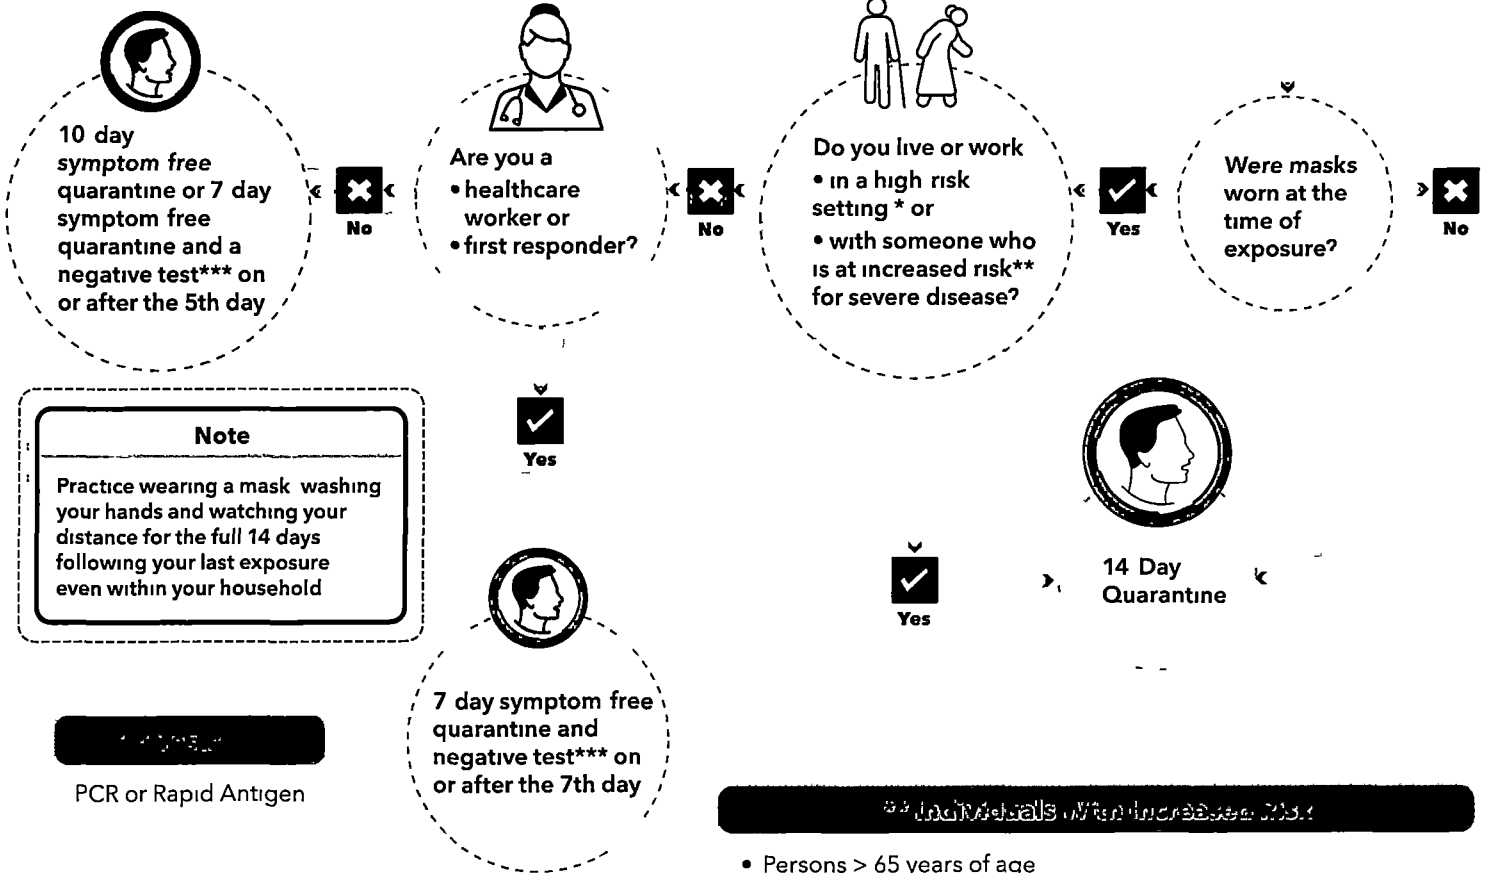 10 day
symptom free
quarantine or 7 day
symptom free
quarantine and a
negative test*** on
or after the 5th day
No
Are you a
• healthcare
worker or
• first responder?
No
Do you live or work
• in a high risk
setting * or
• with someone who
is at increased risk**
for severe disease?
Yes
Were masks
worn at the
time of
exposure?
No
Note
Practice wearing a mask washing
your hands and watching your
distance for the full 14 days
following your last exposure
even within your household
Yes
14 Day
Quarantine
Yes
7 day symptom free
quarantine and
negative test*** on
or after the 7th day
PCR or Rapid Antigen
** Individuals With Increased Risk
• Persons > 65 years of age